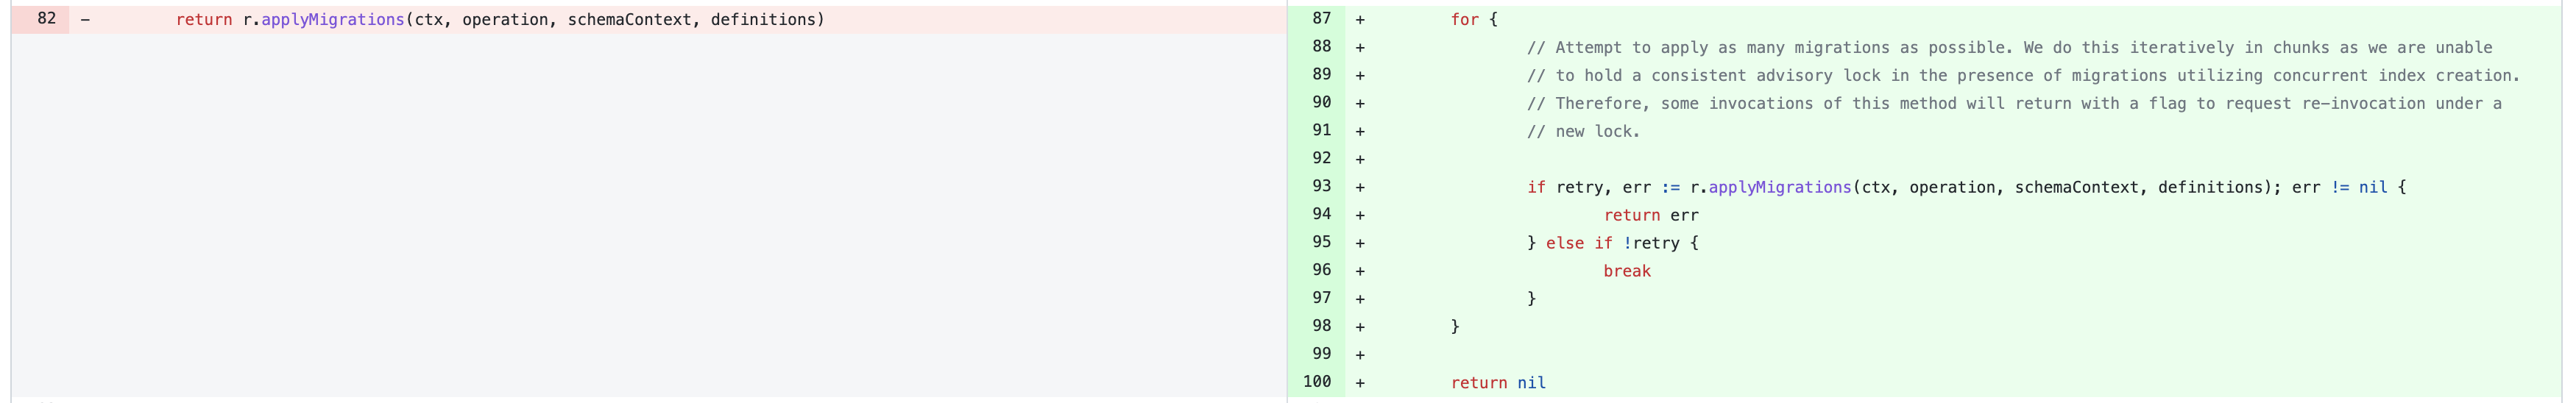 82 - return r.applyMigrations(ctx, operation, schemaContext, definitions)
87 + for {
88 + // Attempt to apply as many migrations as possible. We do this iteratively in chunks as we are unable
89 + // to hold a consistent advisory lock in the presence of migrations utilizing concurrent index creation.
90 + // Therefore, some invocations of this method will return with a flag to request re-invocation under a
91 + // new lock.
92 +
93 + if retry, err := r.applyMigrations(ctx, operation, schemaContext, definitions); err != nil {
94 + return err
95 + } else if !retry {
96 + break
97 + }
98 + }
99 +
100 + return nil